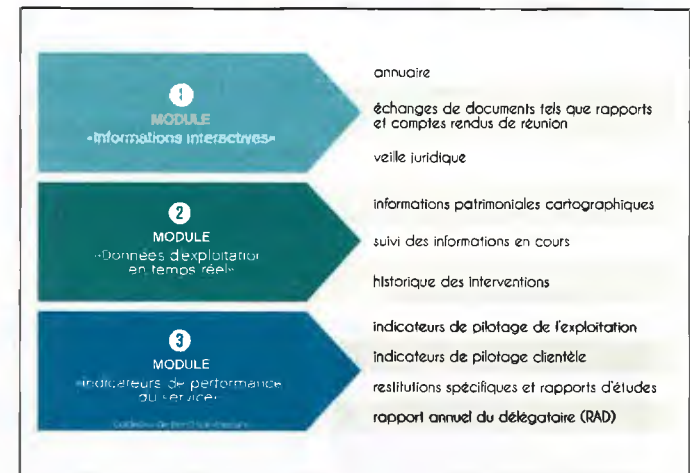 1
MODULE
«Informations interactives»
annuaire
échanges de documents tels que rapports
et comptes rendus de réunion
veille juridique
2
MODULE
«Données d'exploitation
en temps réel»
informations patrimoniales cartographiques
suivi des informations en cours
historique des interventions
3
MODULE
«Indicateurs de performance
du service»
indicateurs de pilotage de l'exploitation
indicateurs de pilotage clientèle
restitutions spécifiques et rapports d'études
rapport annuel du délégataire (RAD)